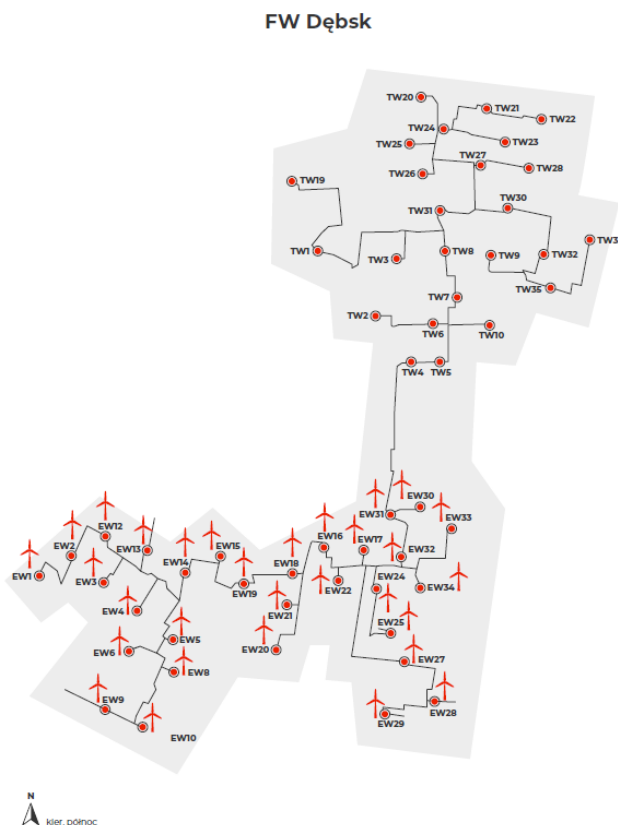 FW Dębsk
TW20
TW21
TW22
TW24
TW25
TW23
TW27
TW26
TW28
TW19
TW30
TW31
TW1
TW3
TW8
TW9
TW32
TW3
TW35
TW7
TW2
TW6
TW10
TW4
TW5
EW30
EW31
EW33
EW12
EW16
EW17
EW2
EW13
EW14
EW15
EW18
EW32
EW1
EW3
EW19
EW22
EW24
EW34
EW4
EW21
EW25
EW5
EW6
EW20
EW27
EW8
EW9
EW28
EW29
EW10
N
kier. północ